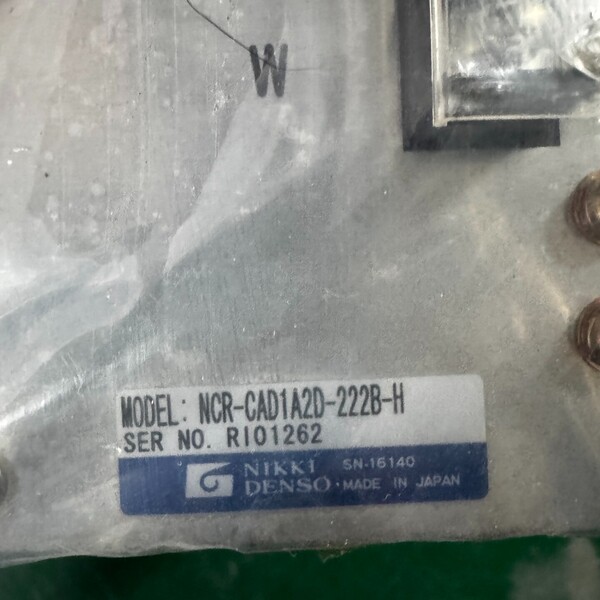 W
MODEL: NCR-CAD1A2D-222B-H
SER NO. RI01262
NIKKI DENSO
SN-16140
MADE IN JAPAN